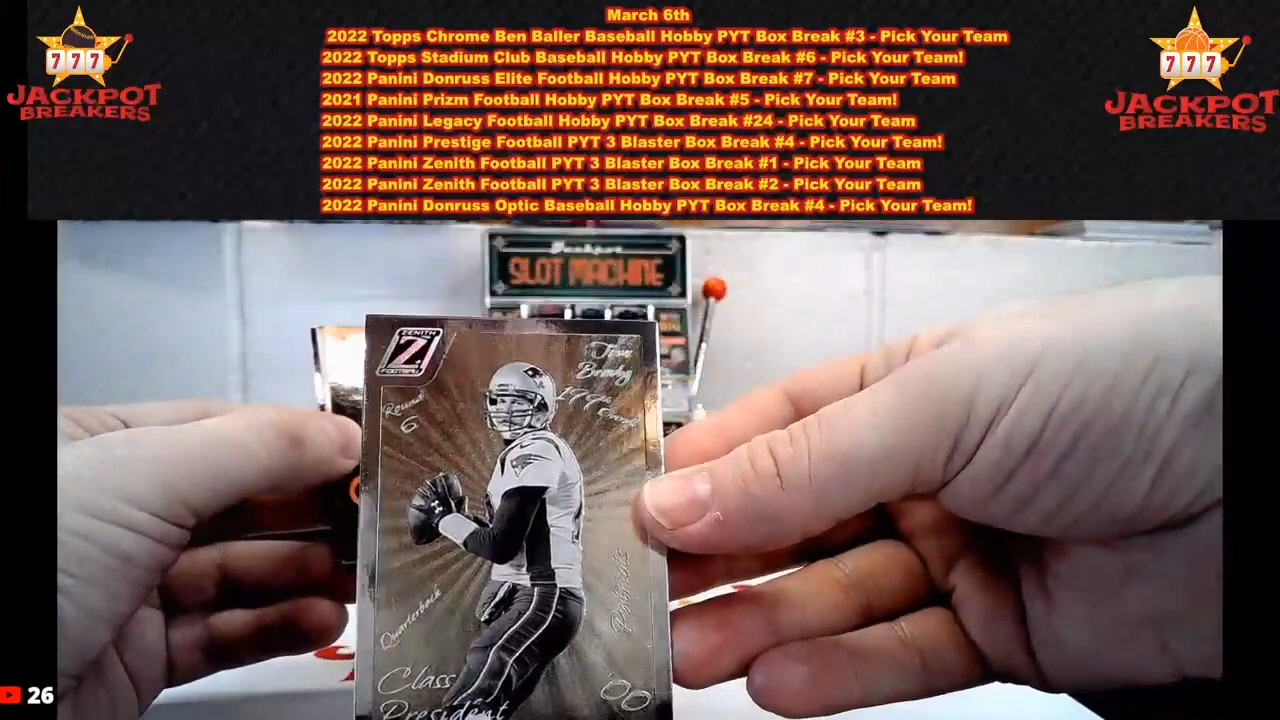 March 6th
2022 Topps Chrome Ben Baller Baseball Hobby PYT Box Break #3 - Pick Your Team
2022 Topps Stadium Club Baseball Hobby PYT Box Break #6 - Pick Your Team!
2022 Panini Donruss Elite Football Hobby PYT Box Break #7 - Pick Your Team
2021 Panini Prizm Football Hobby PYT Box Break #5 - Pick Your Team!
2022 Panini Legacy Football Hobby PYT Box Break #24 - Pick Your Team
2022 Panini Prestige Football PYT 3 Blaster Box Break #4 - Pick Your Team!
2022 Panini Zenith Football PYT 3 Blaster Box Break #1 - Pick Your Team
2022 Panini Zenith Football PYT 3 Blaster Box Break #2 - Pick Your Team
2022 Panini Donruss Optic Baseball Hobby PYT Box Break #4 - Pick Your Team!
777
JACKPOT
BREAKERS
777
JACKPOT
BREAKERS
SLOT MACHINE
ZENITH
Z
FOOTBALL
Tom
Brady
199th
Overall
Round
6
Patriots
Quarterback
Class
President
'00
26